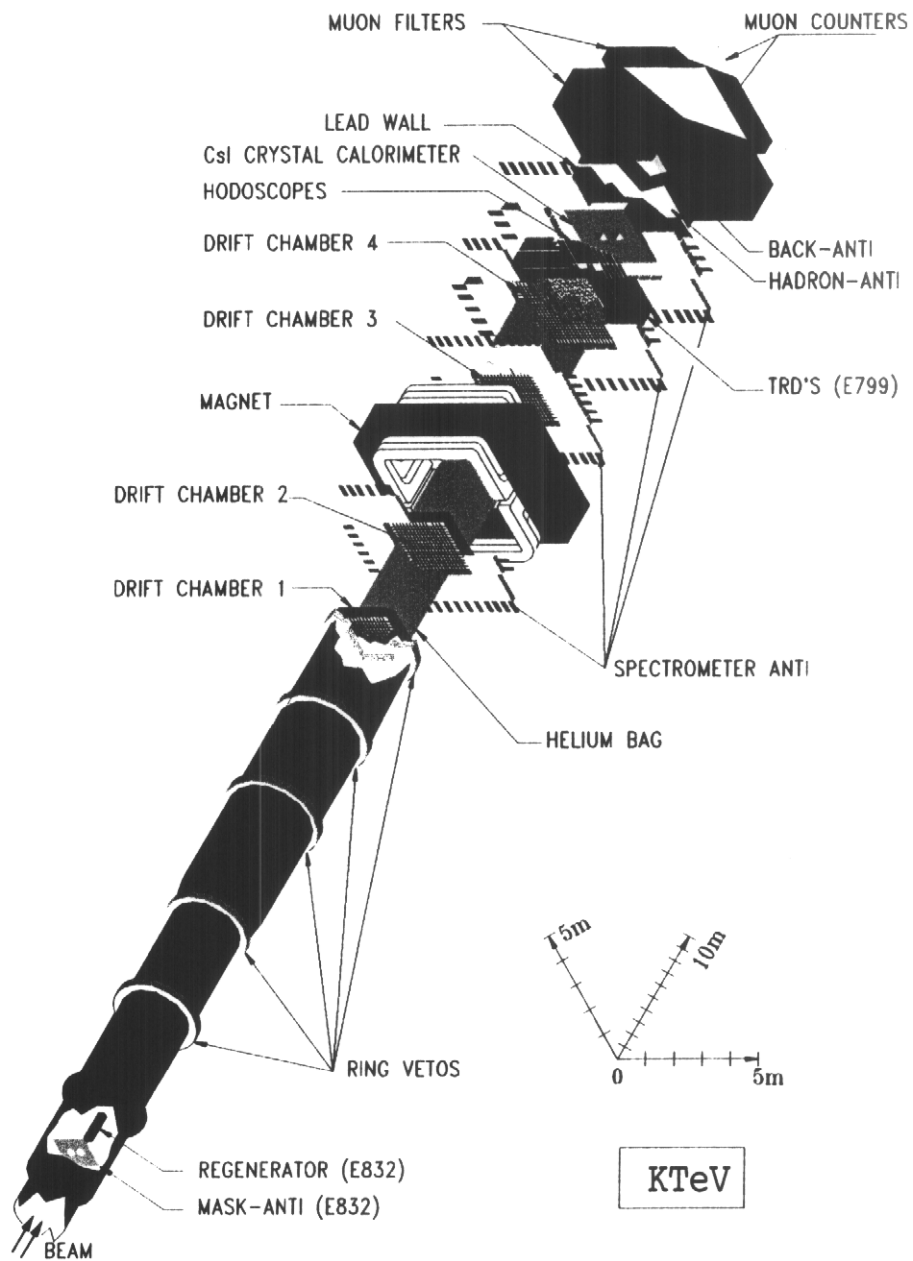 MUON FILTERS
MUON COUNTERS
LEAD WALL
CsI CRYSTAL CALORIMETER
HODOSCOPES
DRIFT CHAMBER 4
BACK-ANTI
HADRON-ANTI
DRIFT CHAMBER 3
TRD'S (E799)
MAGNET
DRIFT CHAMBER 2
DRIFT CHAMBER 1
SPECTROMETER ANTI
HELIUM BAG
5m
10m
0
5m
RING VETOS
REGENERATOR (E832)
MASK-ANTI (E832)
KTeV
BEAM